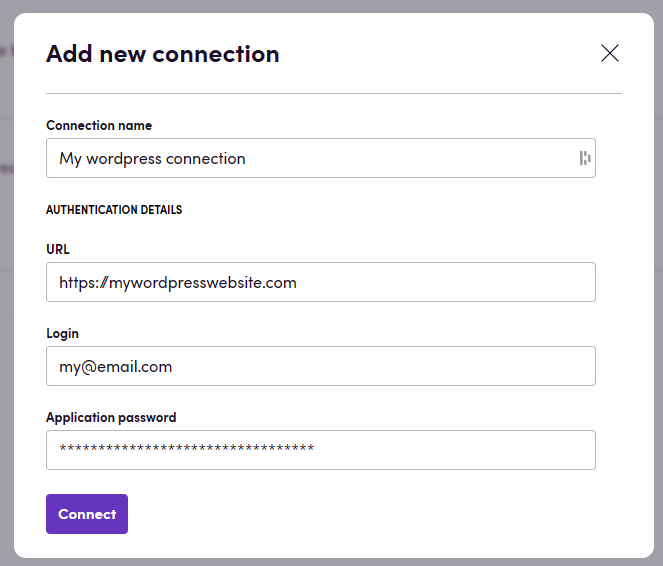 Add new connection
Connection name
My wordpress connection
AUTHENTICATION DETAILS
URL
https://mywordpresswebsite.com
Login
my@email.com
Application password
*********************************
Connect